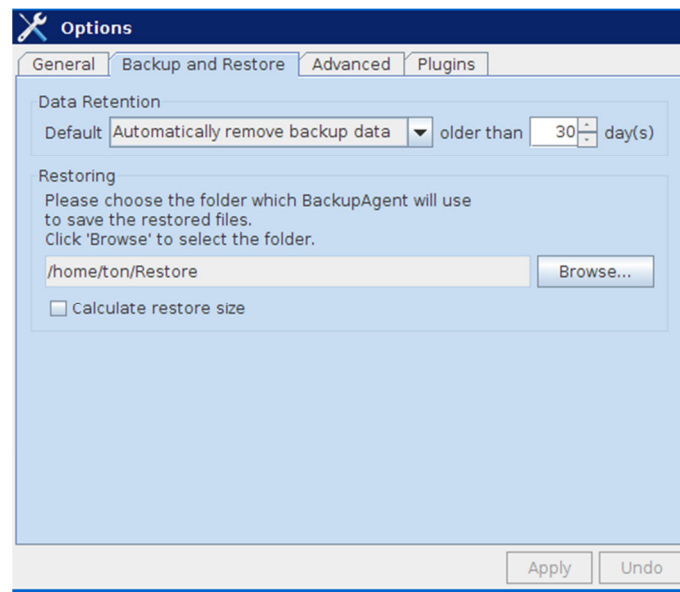 Options
General Backup and Restore Advanced Plugins
Data Retention
Default Automatically remove backup data older than 30 day(s)
Restoring
Please choose the folder which BackupAgent will use
to save the restored files.
Click 'Browse' to select the folder.
/home/ton/Restore Browse...
Calculate restore size
Apply Undo